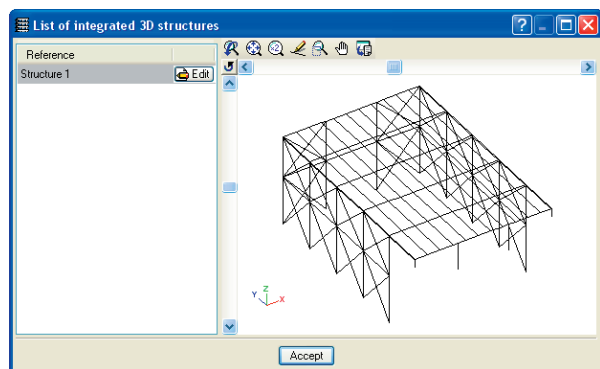 List of integrated 3D structures
Reference
Structure 1 Edit
Z
Y X
Accept